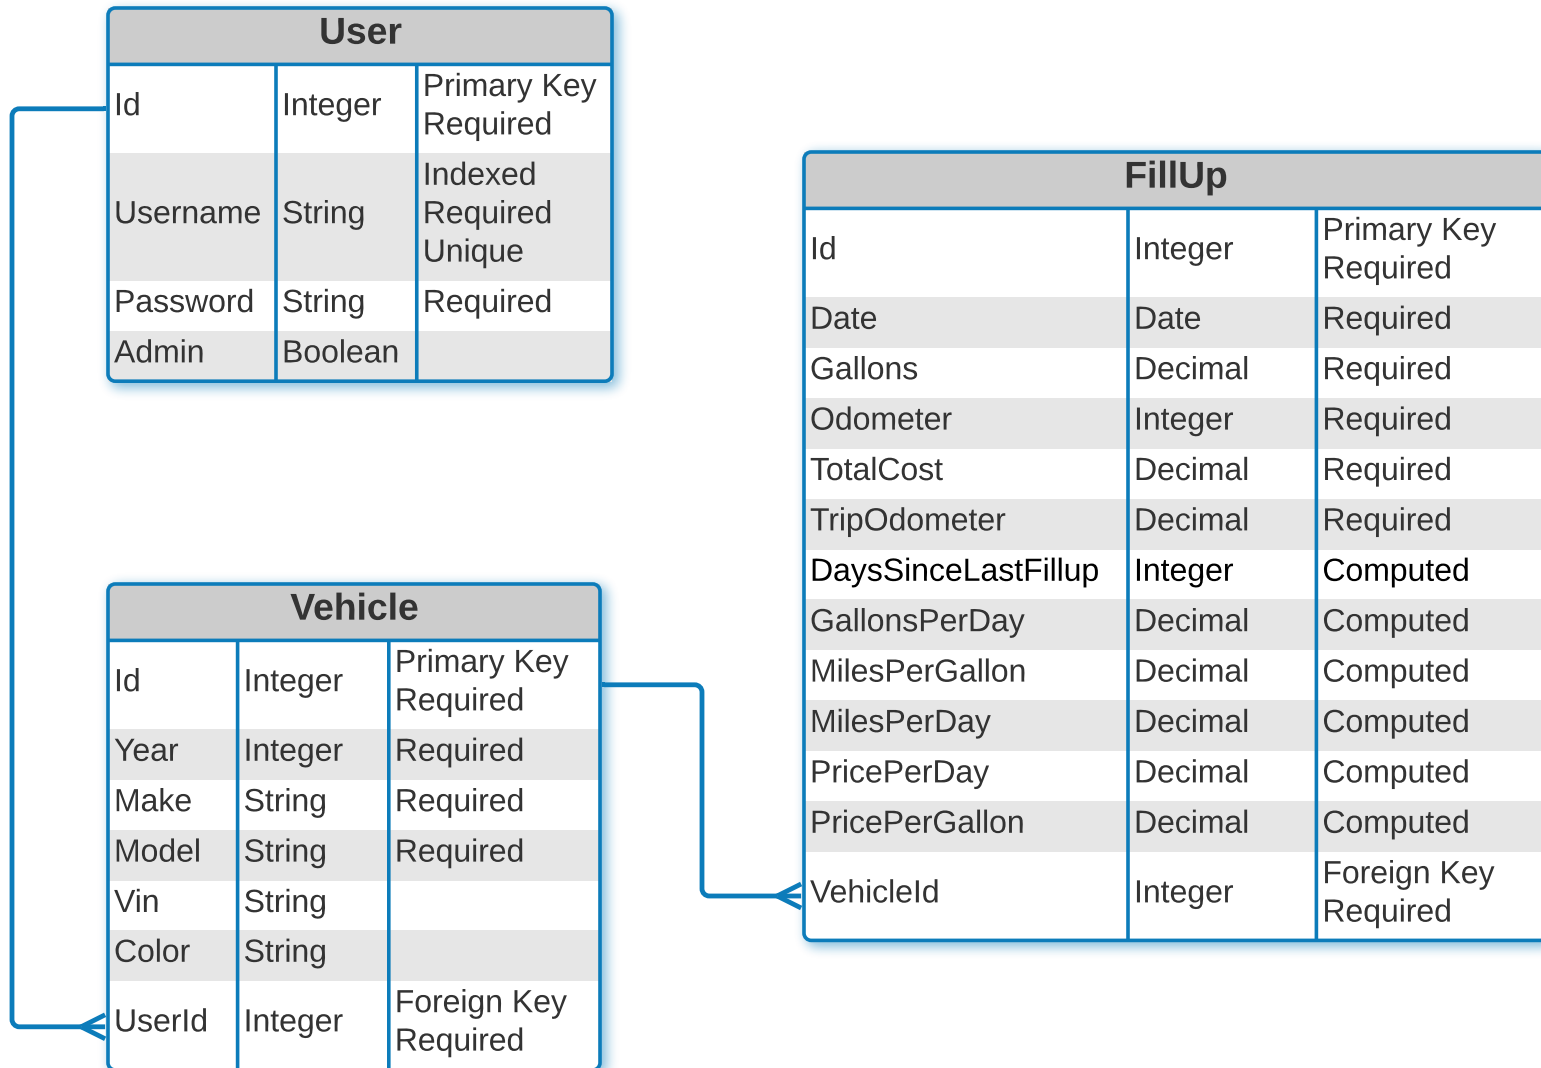 User
Id Integer Primary Key
Required
Username String Indexed
Required
Unique
Password String Required
Admin Boolean
Vehicle
Id Integer Primary Key
Required
Year Integer Required
Make String Required
Model String Required
Vin String
Color String
UserId Integer Foreign Key
Required
FillUp
Id Integer Primary Key
Required
Date Date Required
Gallons Decimal Required
Odometer Integer Required
TotalCost Decimal Required
TripOdometer Decimal Required
DaysSinceLastFillup Integer Computed
GallonsPerDay Decimal Computed
MilesPerGallon Decimal Computed
MilesPerDay Decimal Computed
PricePerDay Decimal Computed
PricePerGallon Decimal Computed
VehicleId Integer Foreign Key
Required